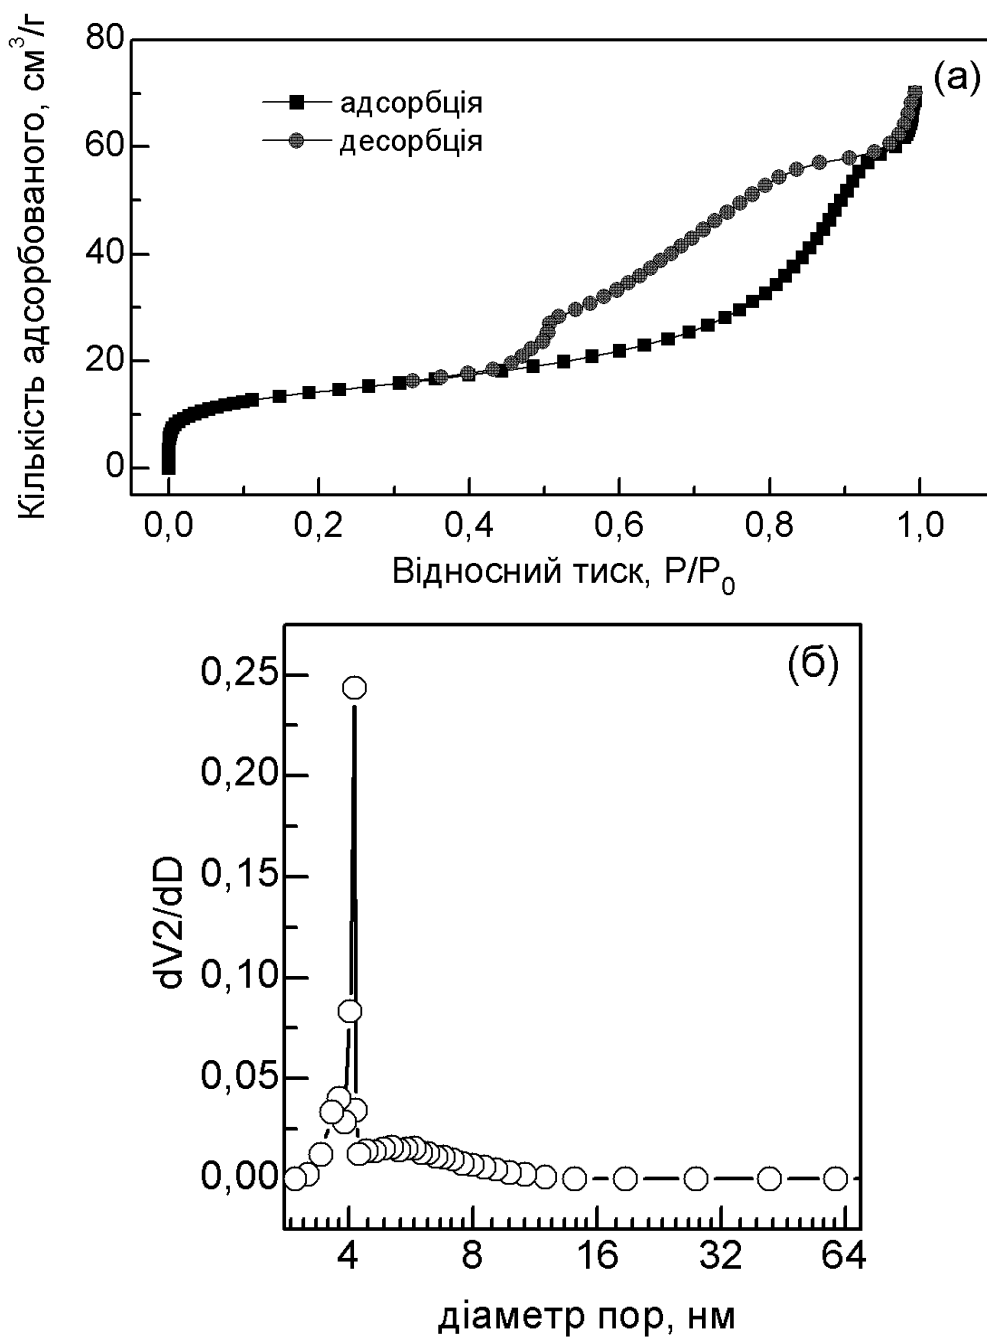 Кількість адсорбованого, см³/г
80
60
40
20
0
(а)
адсорбція
десорбція
0,0 0,2 0,4 0,6 0,8 1,0
Відносний тиск, P/P₀
(б)
dV2/dD
0,25
0,20
0,15
0,10
0,05
0,00
4 8 16 32 64
діаметр пор, нм